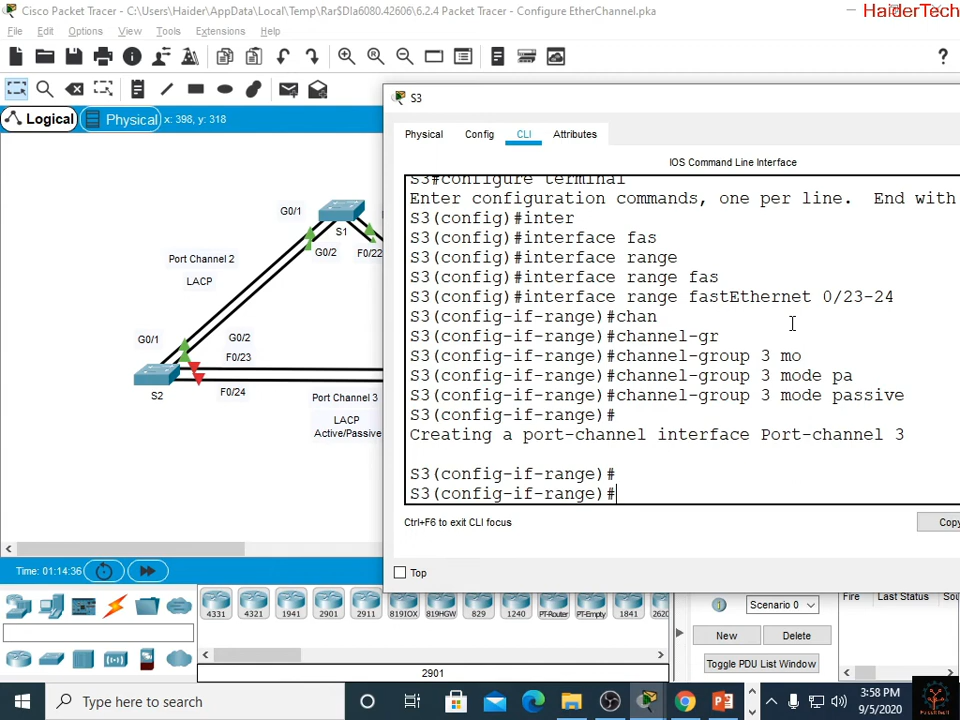 Cisco Packet Tracer - C:\Users\Haider\AppData\Local\Temp\Rar$DIa6080.42606\6.2.4 Packet Tracer - Configure EtherChannel.pka
HaiderTech
File Edit Options View Tools Extensions Help
?
Logical
Physical x: 398, y: 318
S3
Physical Config CLI Attributes
IOS Command Line Interface
S3#configure terminal
Enter configuration commands, one per line. End with
S3(config)#inter
S3(config)#interface fas
S3(config)#interface range
S3(config)#interface range fas
S3(config)#interface range fastEthernet 0/23-24
S3(config-if-range)#chan
S3(config-if-range)#channel-gr
S3(config-if-range)#channel-group 3 mo
S3(config-if-range)#channel-group 3 mode pa
S3(config-if-range)#channel-group 3 mode passive
S3(config-if-range)#
Creating a port-channel interface Port-channel 3
S3(config-if-range)#
S3(config-if-range)#
Ctrl+F6 to exit CLI focus
Copy
Top
G0/1
S1
G0/2
F0/22
Port Channel 2
LACP
G0/1
G0/2
F0/23
S2
F0/24
Port Channel 3
LACP
Active/Passive
Time: 01:14:36
4331 4321 1941 2901 2911 819IOX 819HGW 829 1240 PT-Router PT-Empty 1841 2620
2901
Scenario 0
New
Delete
Toggle PDU List Window
Fire Last Status Sou
Type here to search
3:58 PM
9/5/2020